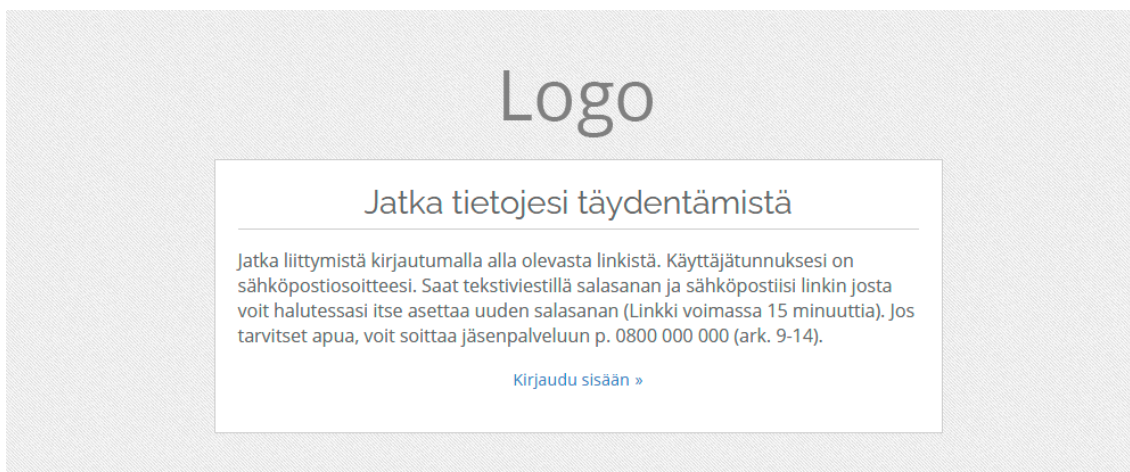 Logo
Jatka tietojesi täydentämistä
Jatka liittymistä kirjautumalla alla olevasta linkistä. Käyttäjätunnuksesi on
sähköpostiosoitteesi. Saat tekstiviestillä salasanan ja sähköpostiisi linkin josta
voit halutessasi itse asettaa uuden salasanan (Linkki voimassa 15 minuuttia). Jos
tarvitset apua, voit soittaa jäsenpalveluun p. 0800 000 000 (ark. 9-14).
Kirjaudu sisään »